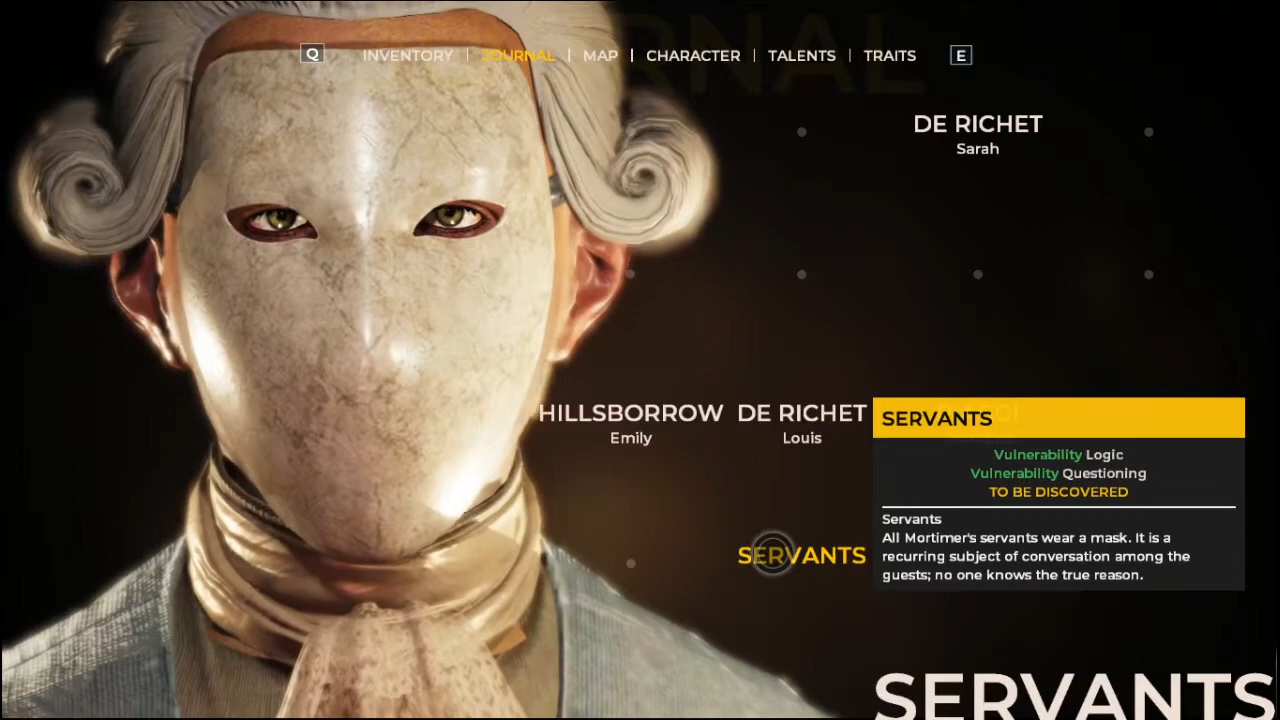 Q INVENTORY JOURNAL MAP CHARACTER TALENTS TRAITS E
DE RICHET
Sarah
HILLSBORROW
Emily
DE RICHET
Louis
SERVANTS
Vulnerability Logic
Vulnerability Questioning
TO BE DISCOVERED
Servants
All Mortimer's servants wear a mask. It is a
recurring subject of conversation among the
guests; no one knows the true reason.
SERVANTS
SERVANTS